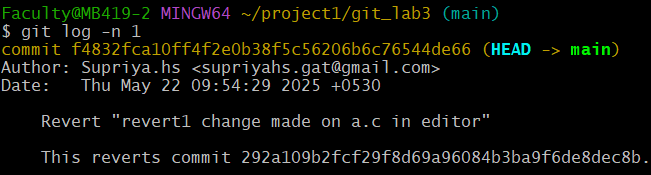 Faculty@MB419-2 MINGW64 ~/project1/git_lab3 (main)
$ git log -n 1
commit f4832fca10ff4f2e0b38f5c56206b6c76544de66 (HEAD -> main)
Author: Supriya.hs <supriyahs.gat@gmail.com>
Date:   Thu May 22 09:54:29 2025 +0530

    Revert "revert1 change made on a.c in editor"

    This reverts commit 292a109b2fcf29f8d69a96084b3ba9f6de8dec8b.